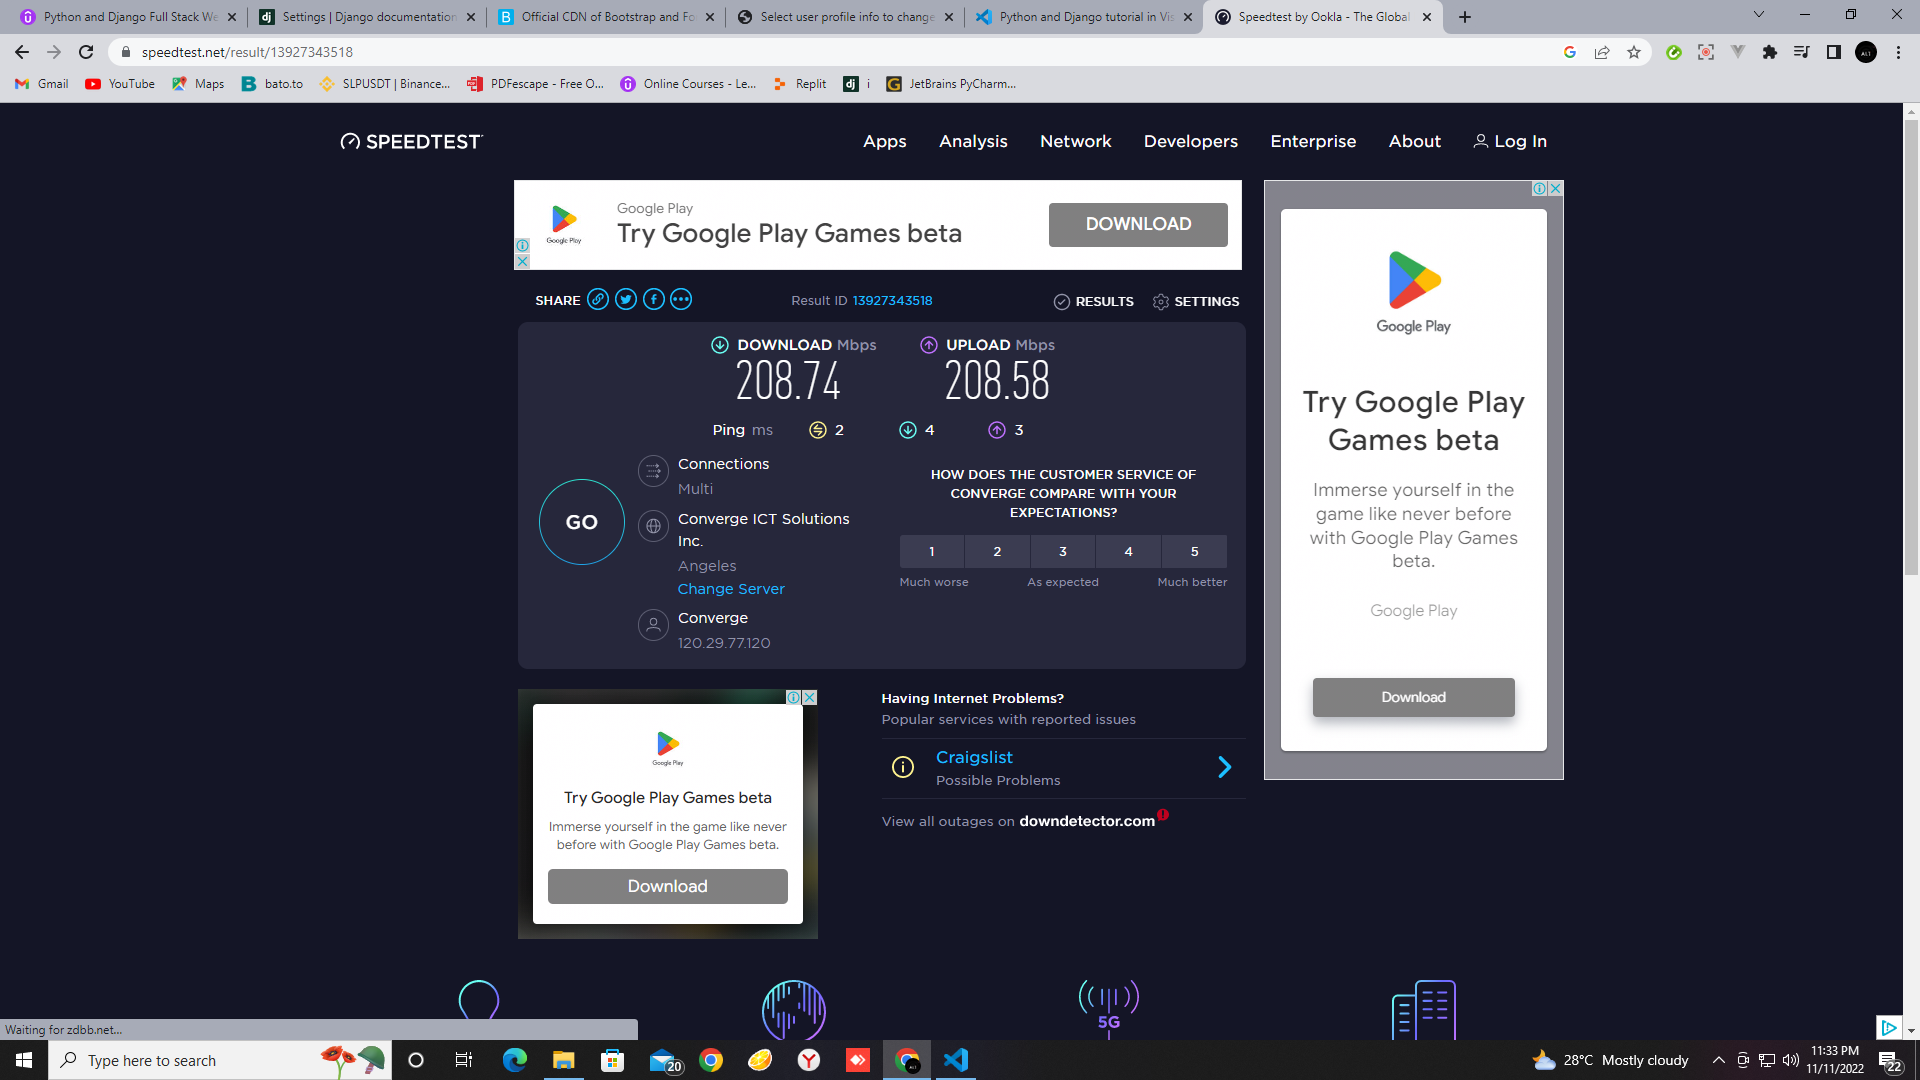 Python and Django Full Stack We
Settings | Django documentation
Official CDN of Bootstrap and Fo
Select user profile info to change
Python and Django tutorial in Vis
Speedtest by Ookla - The Global
speedtest.net/result/13927343518
Gmail
YouTube
Maps
bato.to
SLPUSDT | Binance...
PDFescape - Free O...
Online Courses - Le...
Replit
i
JetBrains PyCharm...
SPEEDTEST
Apps
Analysis
Network
Developers
Enterprise
About
Log In
Google Play
Google Play
Try Google Play Games beta
DOWNLOAD
SHARE
Result ID 13927343518
RESULTS
SETTINGS
DOWNLOAD Mbps
208.74
UPLOAD Mbps
208.58
Ping ms
2
4
3
GO
Connections
Multi
Converge ICT Solutions
Inc.
Angeles
Change Server
Converge
120.29.77.120
HOW DOES THE CUSTOMER SERVICE OF
CONVERGE COMPARE WITH YOUR
EXPECTATIONS?
1 2 3 4 5
Much worse
As expected
Much better
Google Play
Try Google Play
Games beta
Immerse yourself in the
game like never before
with Google Play Games
beta.
Google Play
Download
Google Play
Try Google Play Games beta
Immerse yourself in the game like never
before with Google Play Games beta.
Download
Having Internet Problems?
Popular services with reported issues
Craigslist
Possible Problems
View all outages on downdetector.com
5G
Waiting for zdbb.net...
Type here to search
20
28°C Mostly cloudy
11:33 PM
11/11/2022
22